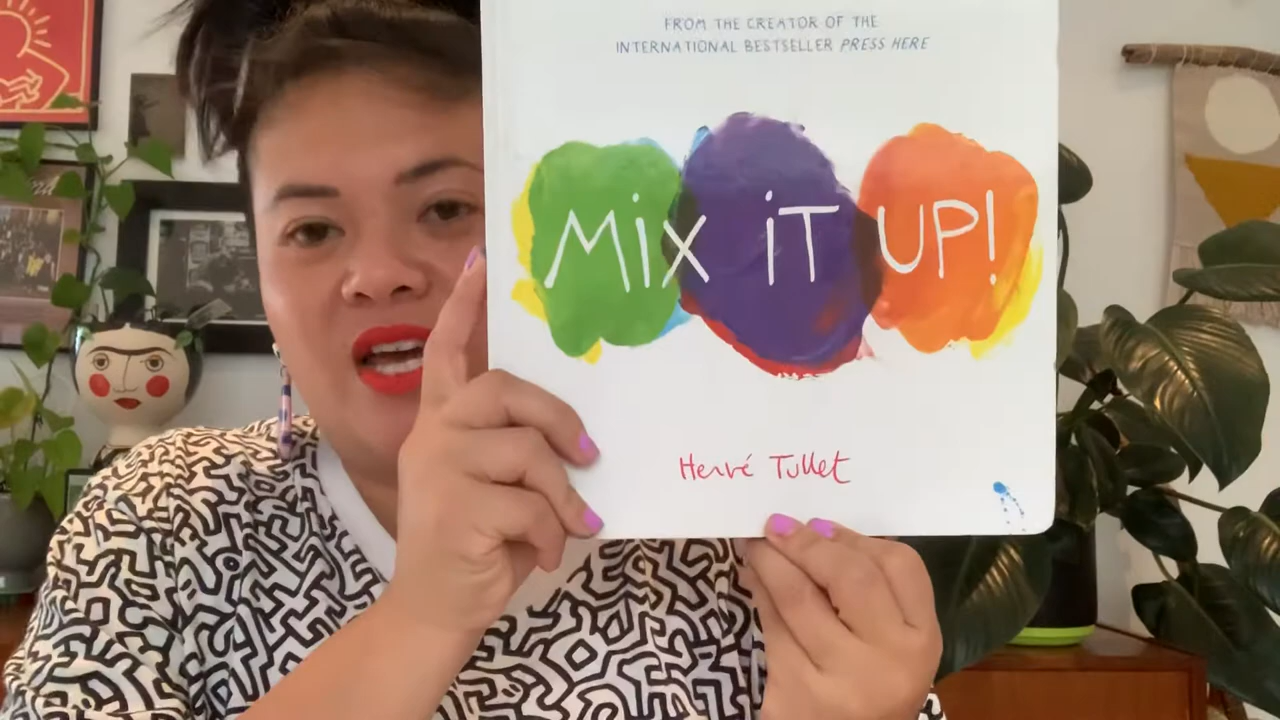 FROM THE CREATOR OF THE
INTERNATIONAL BESTSELLER PRESS HERE
MiX iT UP!
Hervé Tullet